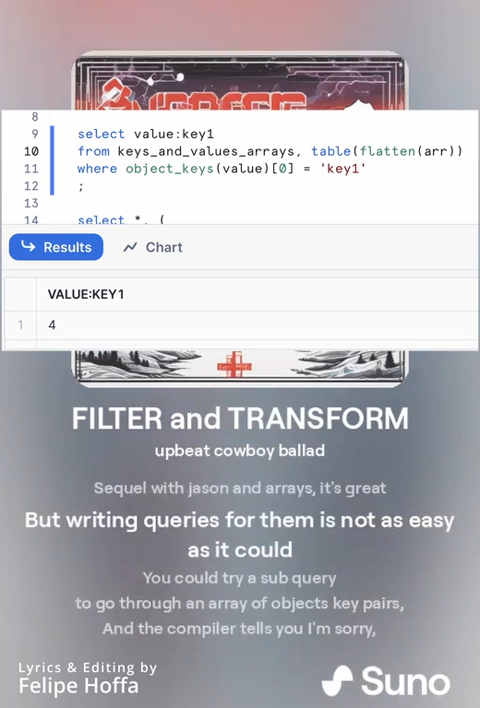 8
9 select value:key1
10 from keys_and_values_arrays, table(flatten(arr))
11 where object_keys(value)[0] = 'key1'
12 ;
13
14 select *, (
Results Chart
VALUE:KEY1
1 4
FILTER and TRANSFORM
upbeat cowboy ballad
Sequel with jason and arrays, it's great
But writing queries for them is not as easy
as it could
You could try a sub query
to go through an array of objects key pairs,
And the compiler tells you I'm sorry,
Lyrics & Editing by
Felipe Hoffa
Suno